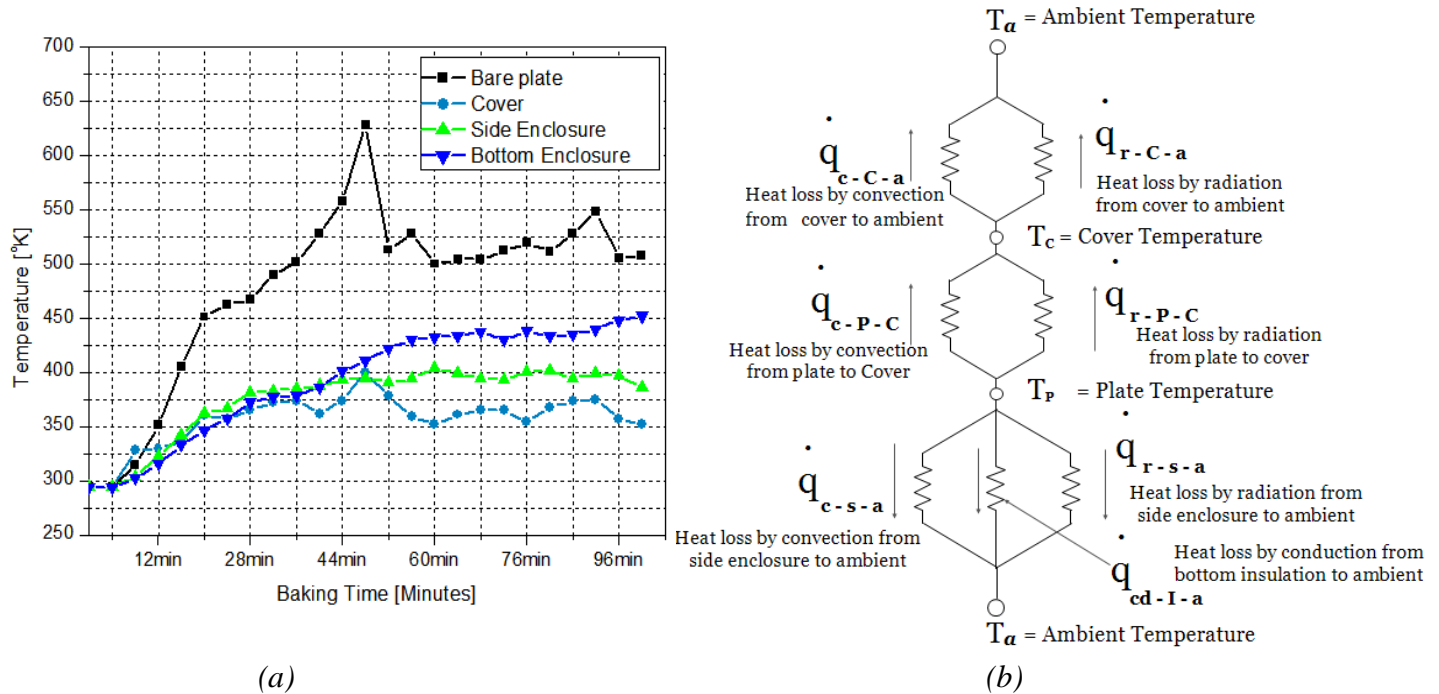 700
650
600
550
500
450
400
350
300
250
Temperature [°K]
Bare plate
Cover
Side Enclosure
Bottom Enclosure
12min 28min 44min 60min 76min 96min
Baking Time [Minutes]
(a)
Ta = Ambient Temperature
q̇ c - C - a
Heat loss by convection
from cover to ambient
q̇ r - C - a
Heat loss by radiation
from cover to ambient
TC = Cover Temperature
q̇ c - P - C
Heat loss by convection
from plate to Cover
q̇ r - P - C
Heat loss by radiation
from plate to cover
TP = Plate Temperature
q̇ c - s - a
Heat loss by convection from
side enclosure to ambient
q̇ r - s - a
Heat loss by radiation from
side enclosure to ambient
Heat loss by conduction from
bottom insulation to ambient
q̇ cd - I - a
Ta = Ambient Temperature
(b)